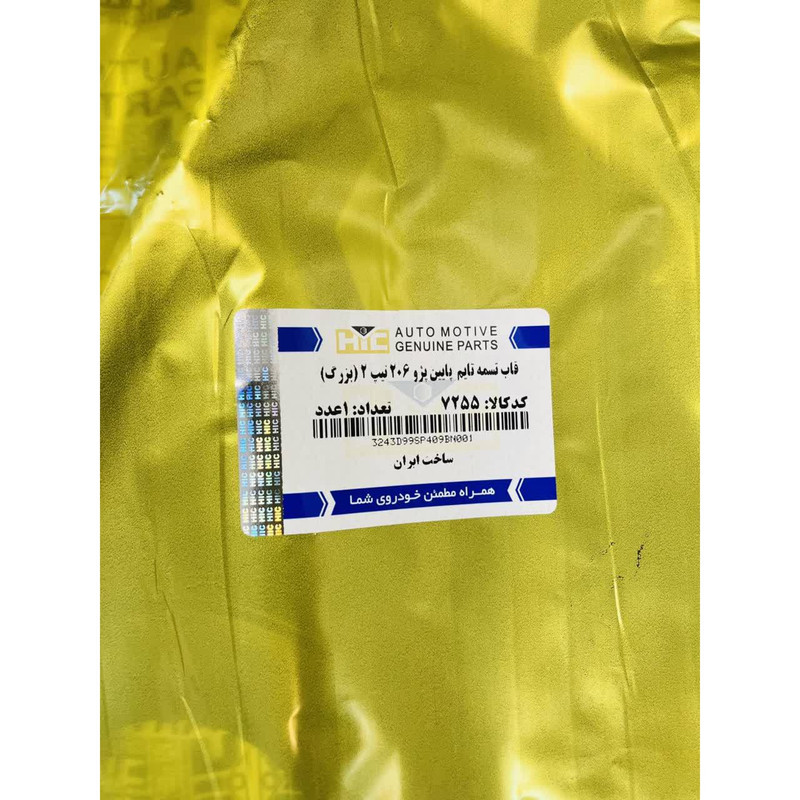 HIC
AUTO MOTIVE
GENUINE PARTS
قاب تسمه تایم پایین پژو ۲۰۶ تیپ ۲ (بزرگ)
کدکالا: ۷۲۵۵ تعداد: ۱عدد
3243D99SP409BN001
ساخت ایران
همراه مطمئن خودروی شما